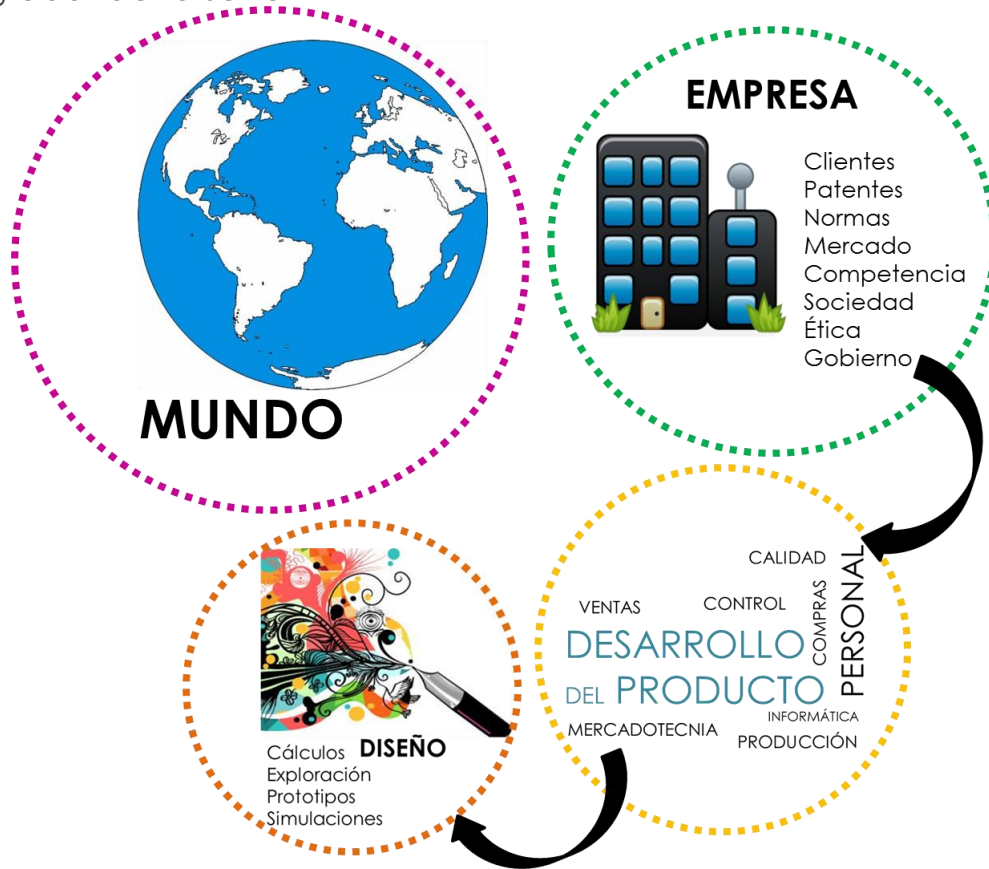 MUNDO
EMPRESA
Clientes
Patentes
Normas
Mercado
Competencia
Sociedad
Ética
Gobierno
CALIDAD
VENTAS
CONTROL
COMPRAS
PERSONAL
DESARROLLO
DEL PRODUCTO
INFORMÁTICA
MERCADOTECNIA
PRODUCCIÓN
DISEÑO
Cálculos
Exploración
Prototipos
Simulaciones